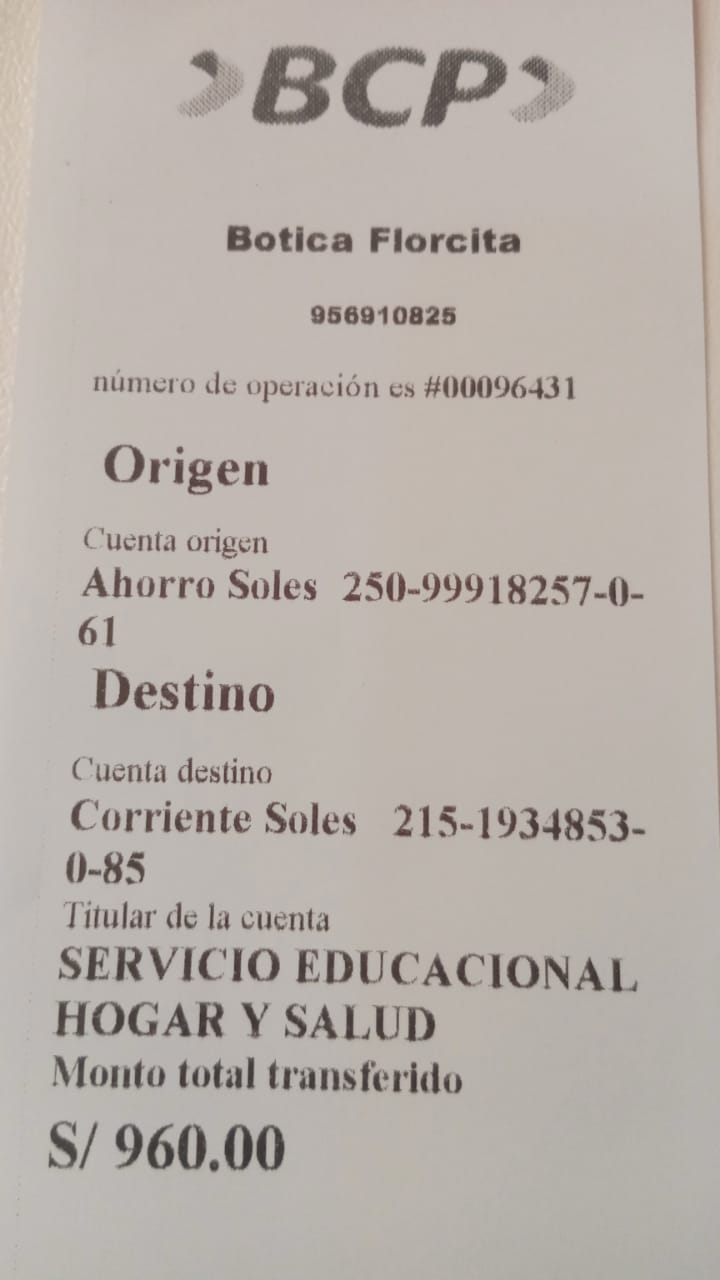 BCP
Botica Florcita
956910825
número de operación es #00096431
Origen
Cuenta origen
Ahorro Soles 250-99918257-0-
61
Destino
Cuenta destino
Corriente Soles 215-1934853-
0-85
Titular de la cuenta
SERVICIO EDUCACIONAL
HOGAR Y SALUD
Monto total transferido
S/ 960.00